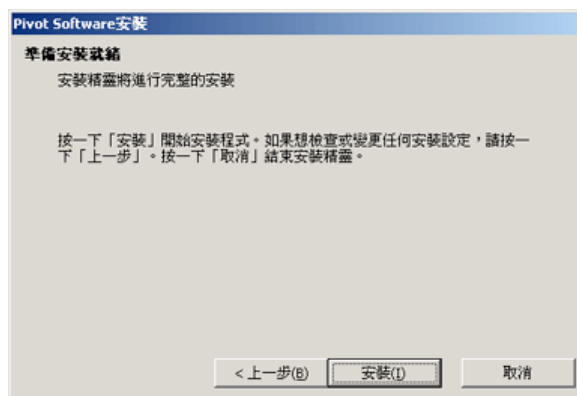 Pivot Software安裝
準備安裝就緒
安裝精靈將進行完整的安裝
按一下「安裝」開始安裝程式。如果想檢查或變更任何安裝設定，請按一
下「上一步」。按一下「取消」結束安裝精靈。
<上一步(B)
安裝(I)
取消